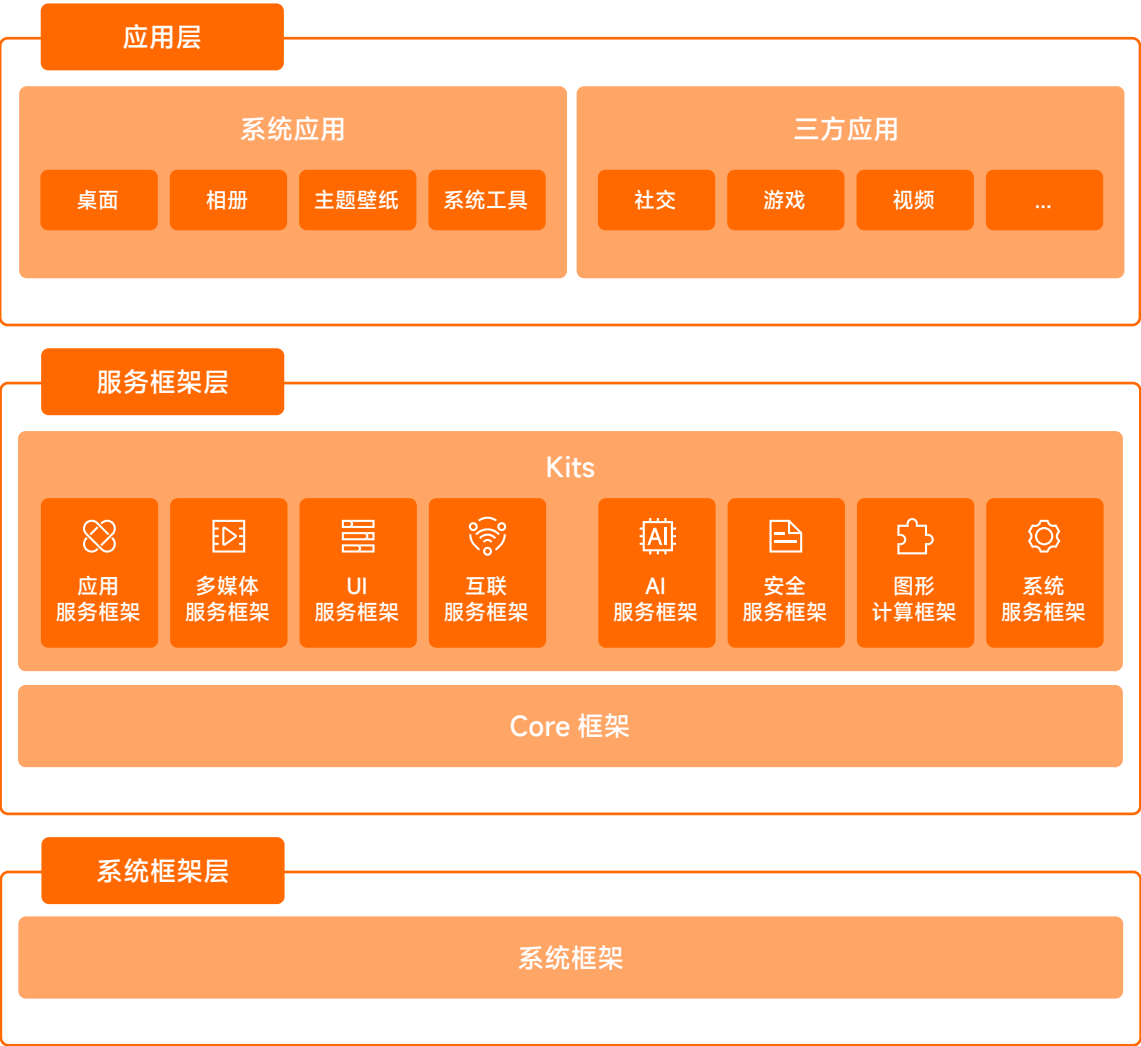 应用层
系统应用
三方应用
桌面
相册
主题壁纸
系统工具
社交
游戏
视频
...
服务框架层
Kits
应用
服务框架
多媒体
服务框架
UI
服务框架
互联
服务框架
AI
AI
服务框架
安全
服务框架
图形
计算框架
系统
服务框架
Core 框架
系统框架层
系统框架